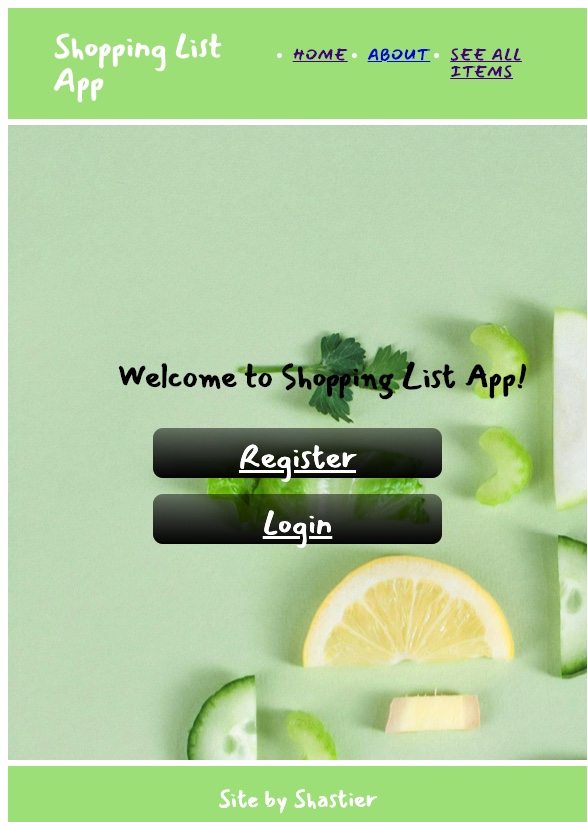 Shopping List
App
• HOME • ABOUT • SEE ALL
ITEMS
Welcome to Shopping List App!
Register
Login
Site by Shastier